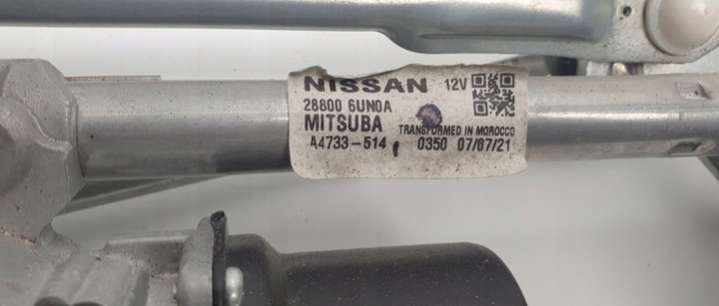 NISSAN 12V
28800 6UN0A
MITSUBA TRANSFORMED IN MOROCCO
A4733-514 0350 07/07/21